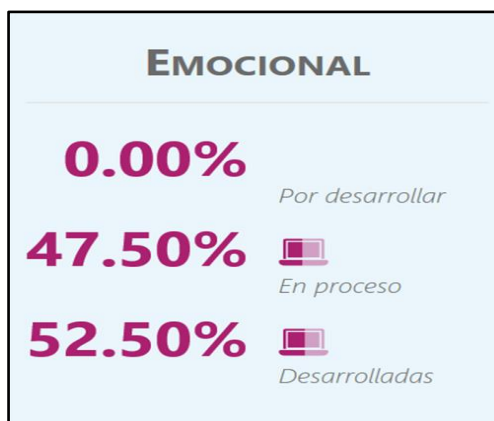 EMOCIONAL
0.00%
Por desarrollar
47.50%
En proceso
52.50%
Desarrolladas